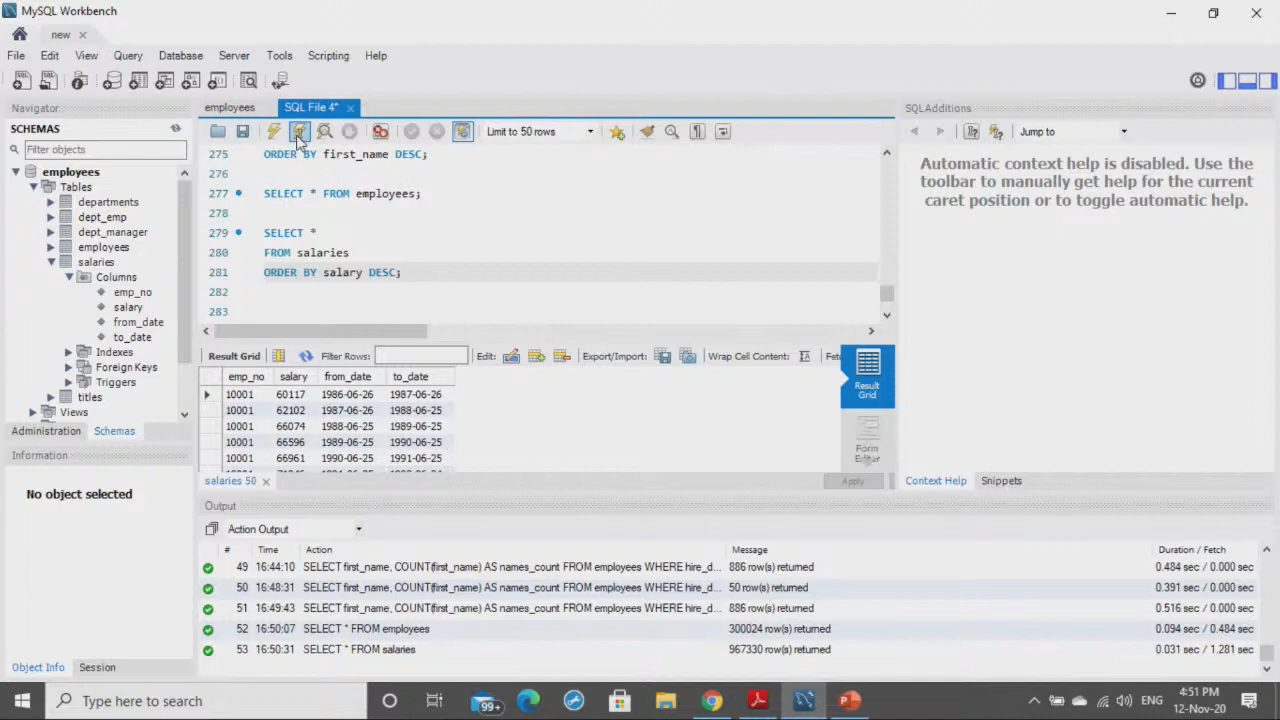 MySQL Workbench
new
File Edit View Query Database Server Tools Scripting Help
Navigator
SCHEMAS
Filter objects
employees
Tables
departments
dept_emp
dept_manager
employees
salaries
Columns
emp_no
salary
from_date
to_date
Indexes
Foreign Keys
Triggers
titles
Views
Administration Schemas
Information
No object selected
Object Info Session
employees SQL File 4*
Limit to 50 rows
275 ORDER BY first_name DESC;
276
277 SELECT * FROM employees;
278
279 SELECT *
280 FROM salaries
281 ORDER BY salary DESC;
282
283
Result Grid Filter Rows: Edit: Export/Import: Wrap Cell Content:
emp_no salary from_date to_date
10001 60117 1986-06-26 1987-06-26
10001 62102 1987-06-26 1988-06-25
10001 66074 1988-06-25 1989-06-25
10001 66596 1989-06-25 1990-06-25
10001 66961 1990-06-25 1991-06-25
Result
Grid
Form
Editor
salaries 50 Apply
SQLAdditions
Jump to
Automatic context help is disabled. Use the
toolbar to manually get help for the current
caret position or to toggle automatic help.
Context Help Snippets
Output
Action Output
# Time Action Message Duration / Fetch
49 16:44:10 SELECT first_name, COUNT(first_name) AS names_count FROM employees WHERE hire_d... 886 row(s) returned 0.484 sec / 0.000 sec
50 16:48:31 SELECT first_name, COUNT(first_name) AS names_count FROM employees WHERE hire_d... 50 row(s) returned 0.391 sec / 0.000 sec
51 16:49:43 SELECT first_name, COUNT(first_name) AS names_count FROM employees WHERE hire_d... 886 row(s) returned 0.516 sec / 0.000 sec
52 16:50:07 SELECT * FROM employees 300024 row(s) returned 0.094 sec / 0.484 sec
53 16:50:31 SELECT * FROM salaries 967330 row(s) returned 0.031 sec / 1.281 sec
Type here to search
99+
ENG
4:51 PM
12-Nov-20